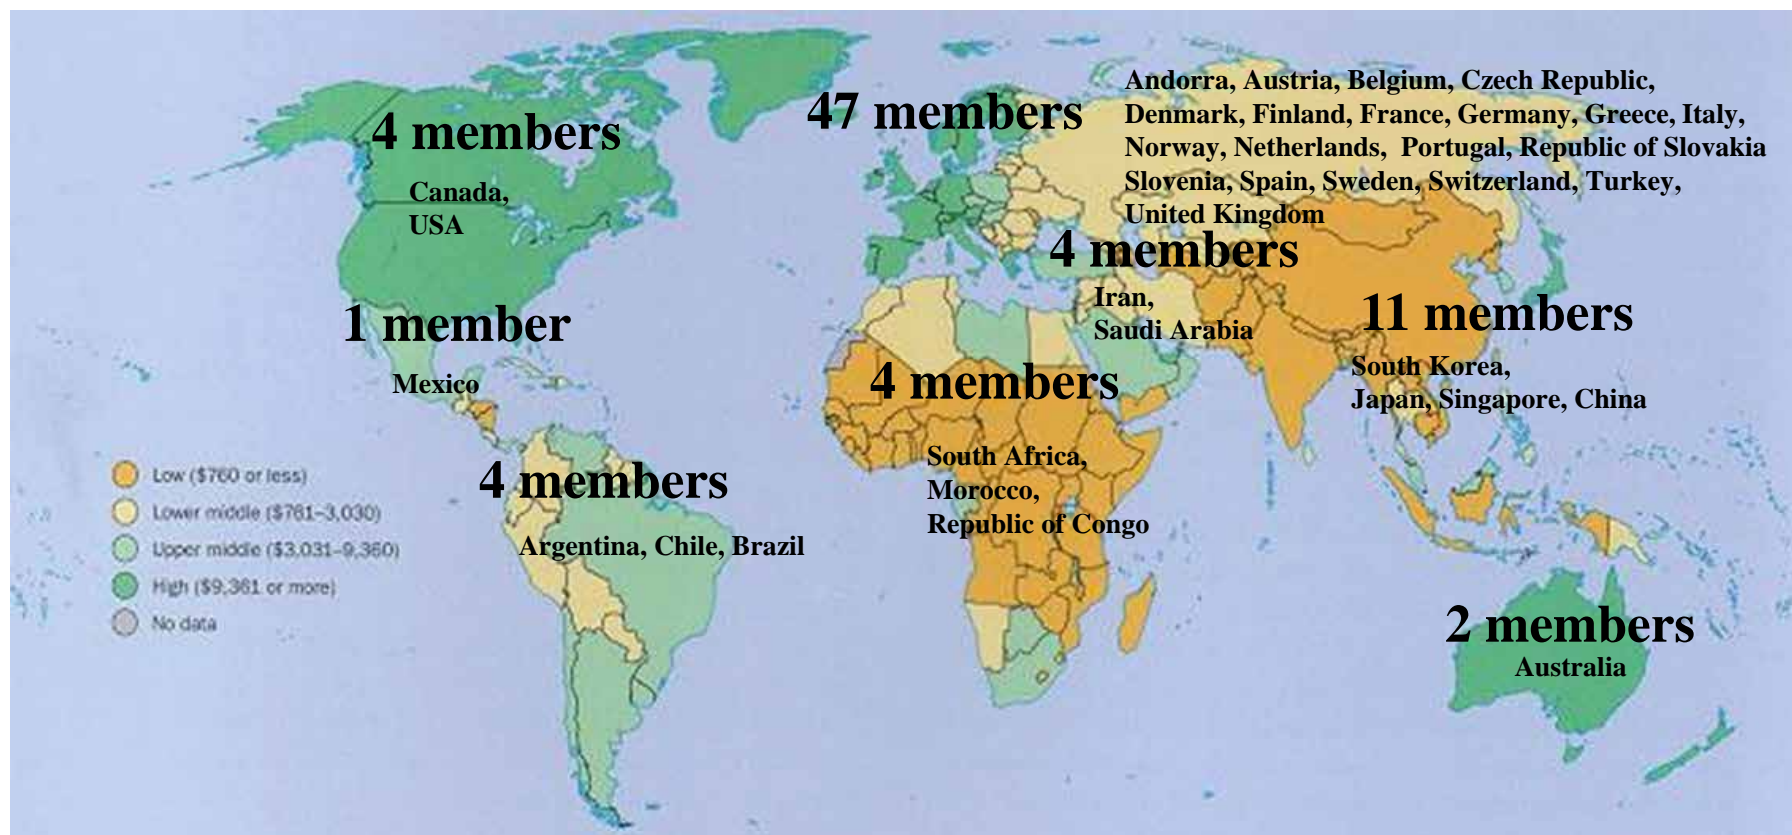 4 members
Canada,
USA
47 members
Andorra, Austria, Belgium, Czech Republic,
Denmark, Finland, France, Germany, Greece, Italy,
Norway, Netherlands, Portugal, Republic of Slovakia
Slovenia, Spain, Sweden, Switzerland, Turkey,
United Kingdom
4 members
Iran,
Saudi Arabia
11 members
South Korea,
Japan, Singapore, China
1 member
Mexico
4 members
South Africa,
Morocco,
Republic of Congo
4 members
Argentina, Chile, Brazil
2 members
Australia
Low ($760 or less)
Lower middle ($761–3,030)
Upper middle ($3,031–9,360)
High ($9,361 or more)
No data